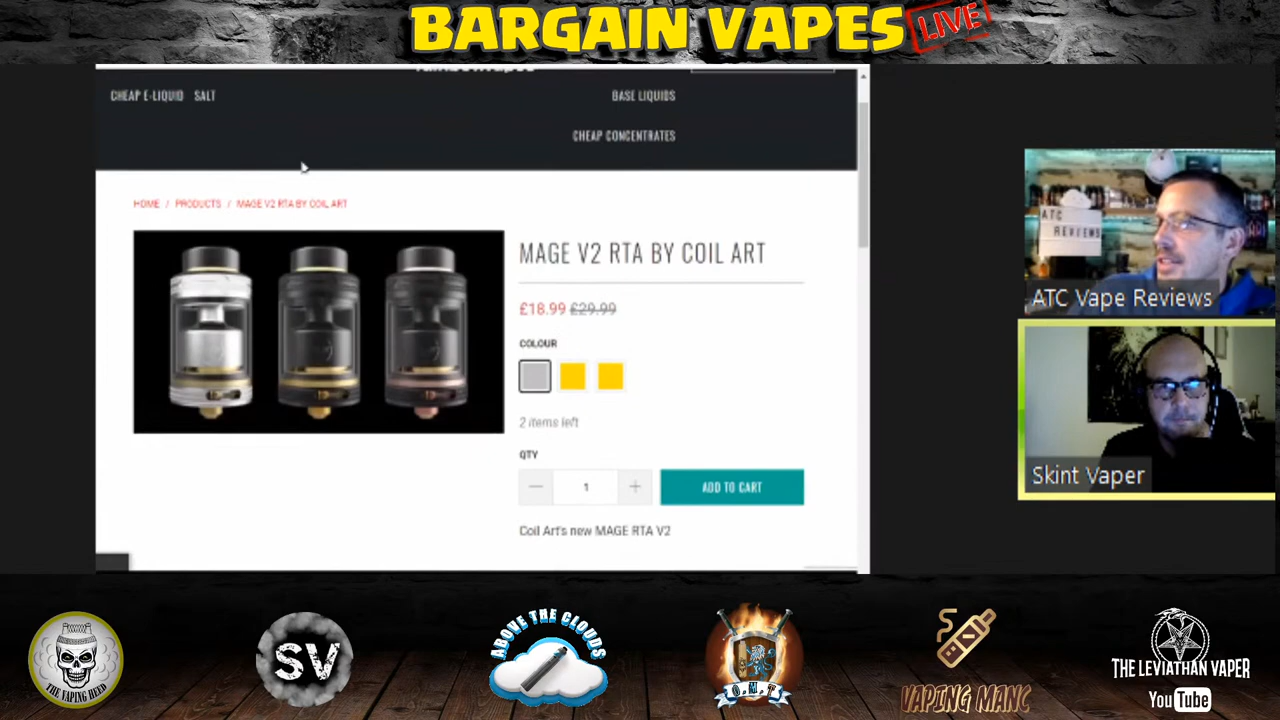 BARGAIN VAPES LIVE
CHEAP E-LIQUID SALT
BASE LIQUIDS
CHEAP CONCENTRATES
HOME / PRODUCTS / MAGE V2 RTA BY COIL ART
MAGE V2 RTA BY COIL ART
£18.99 £29.99
COLOUR
2 items left
QTY
— 1 +
ADD TO CART
Coil Art's new MAGE RTA V2
ATC
REVIEWS
ATC Vape Reviews
Skint Vaper
THE VAPING HEED
SV
ABOVE THE CLOUDS
O.M.T
VAPING MANC
THE LEVIATHAN VAPER
YouTube